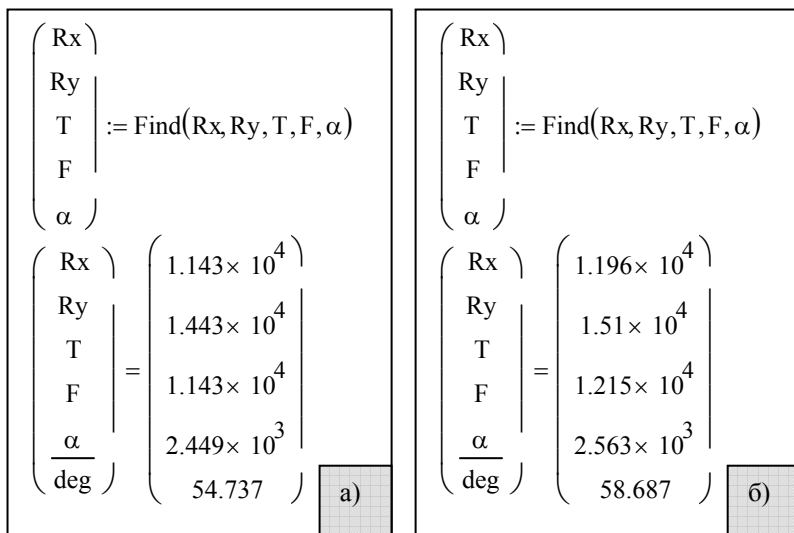 Rx
Ry
T := Find(Rx, Ry, T, F, α)
F
α
Rx
Ry
T
F
α
deg
=
1.143× 10^4
1.443× 10^4
1.143× 10^4
2.449× 10^3
54.737
а)
Rx
Ry
T := Find(Rx, Ry, T, F, α)
F
α
Rx
Ry
T
F
α
deg
=
1.196× 10^4
1.51× 10^4
1.215× 10^4
2.563× 10^3
58.687
б)